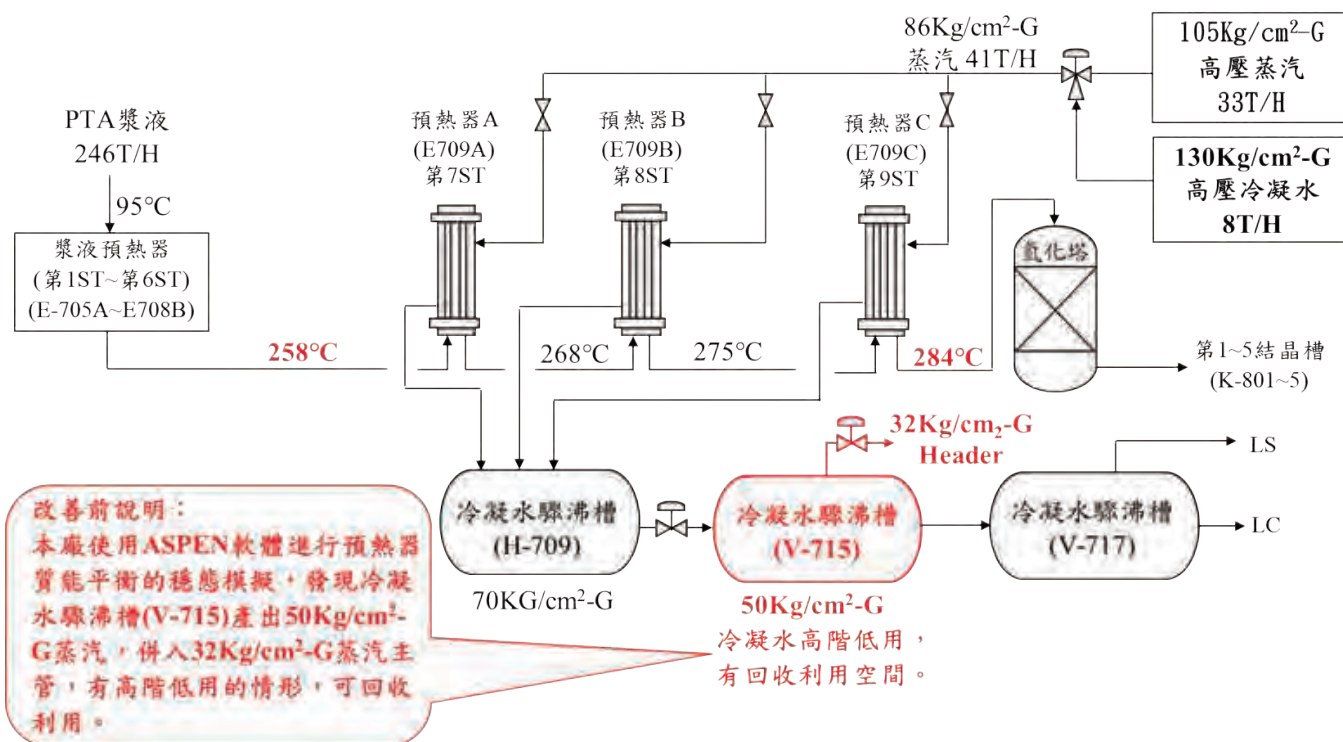 86Kg/cm²-G
蒸汽 41T/H
105Kg/cm²-G
高壓蒸汽
33T/H
130Kg/cm²-G
高壓冷凝水
8T/H
PTA漿液
246T/H
95°C
漿液預熱器
(第1ST~第6ST)
(E-705A~E708B)
預熱器A
(E709A)
第7ST
預熱器B
(E709B)
第8ST
預熱器C
(E709C)
第9ST
氫化塔
258°C
268°C
275°C
284°C
第1~5結晶槽
(K-801~5)
32Kg/cm₂-G
Header
LS
冷凝水驟沸槽
(H-709)
冷凝水驟沸槽
(V-715)
冷凝水驟沸槽
(V-717)
LC
70KG/cm²-G
50Kg/cm²-G
冷凝水高階低用，
有回收利用空間。
改善前說明：
本廠使用ASPEN軟體進行預熱器
質能平衡的穩態模擬，發現冷凝
水驟沸槽(V-715)產出50Kg/cm²-
G蒸汽，併入32Kg/cm²-G蒸汽主
管，有高階低用的情形，可回收
利用。